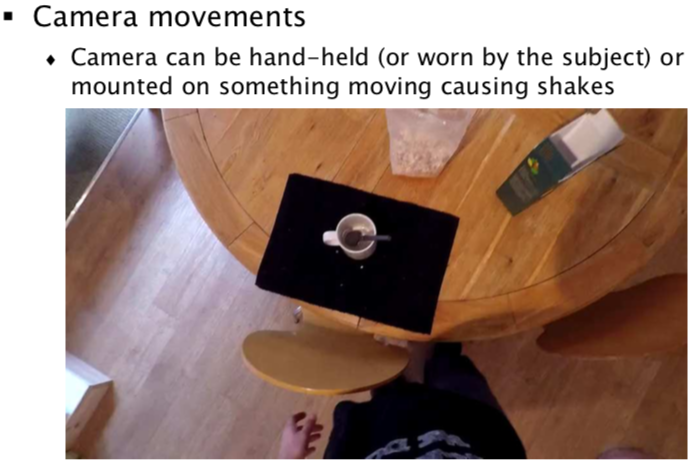 ▪ Camera movements
♦ Camera can be hand-held (or worn by the subject) or
mounted on something moving causing shakes